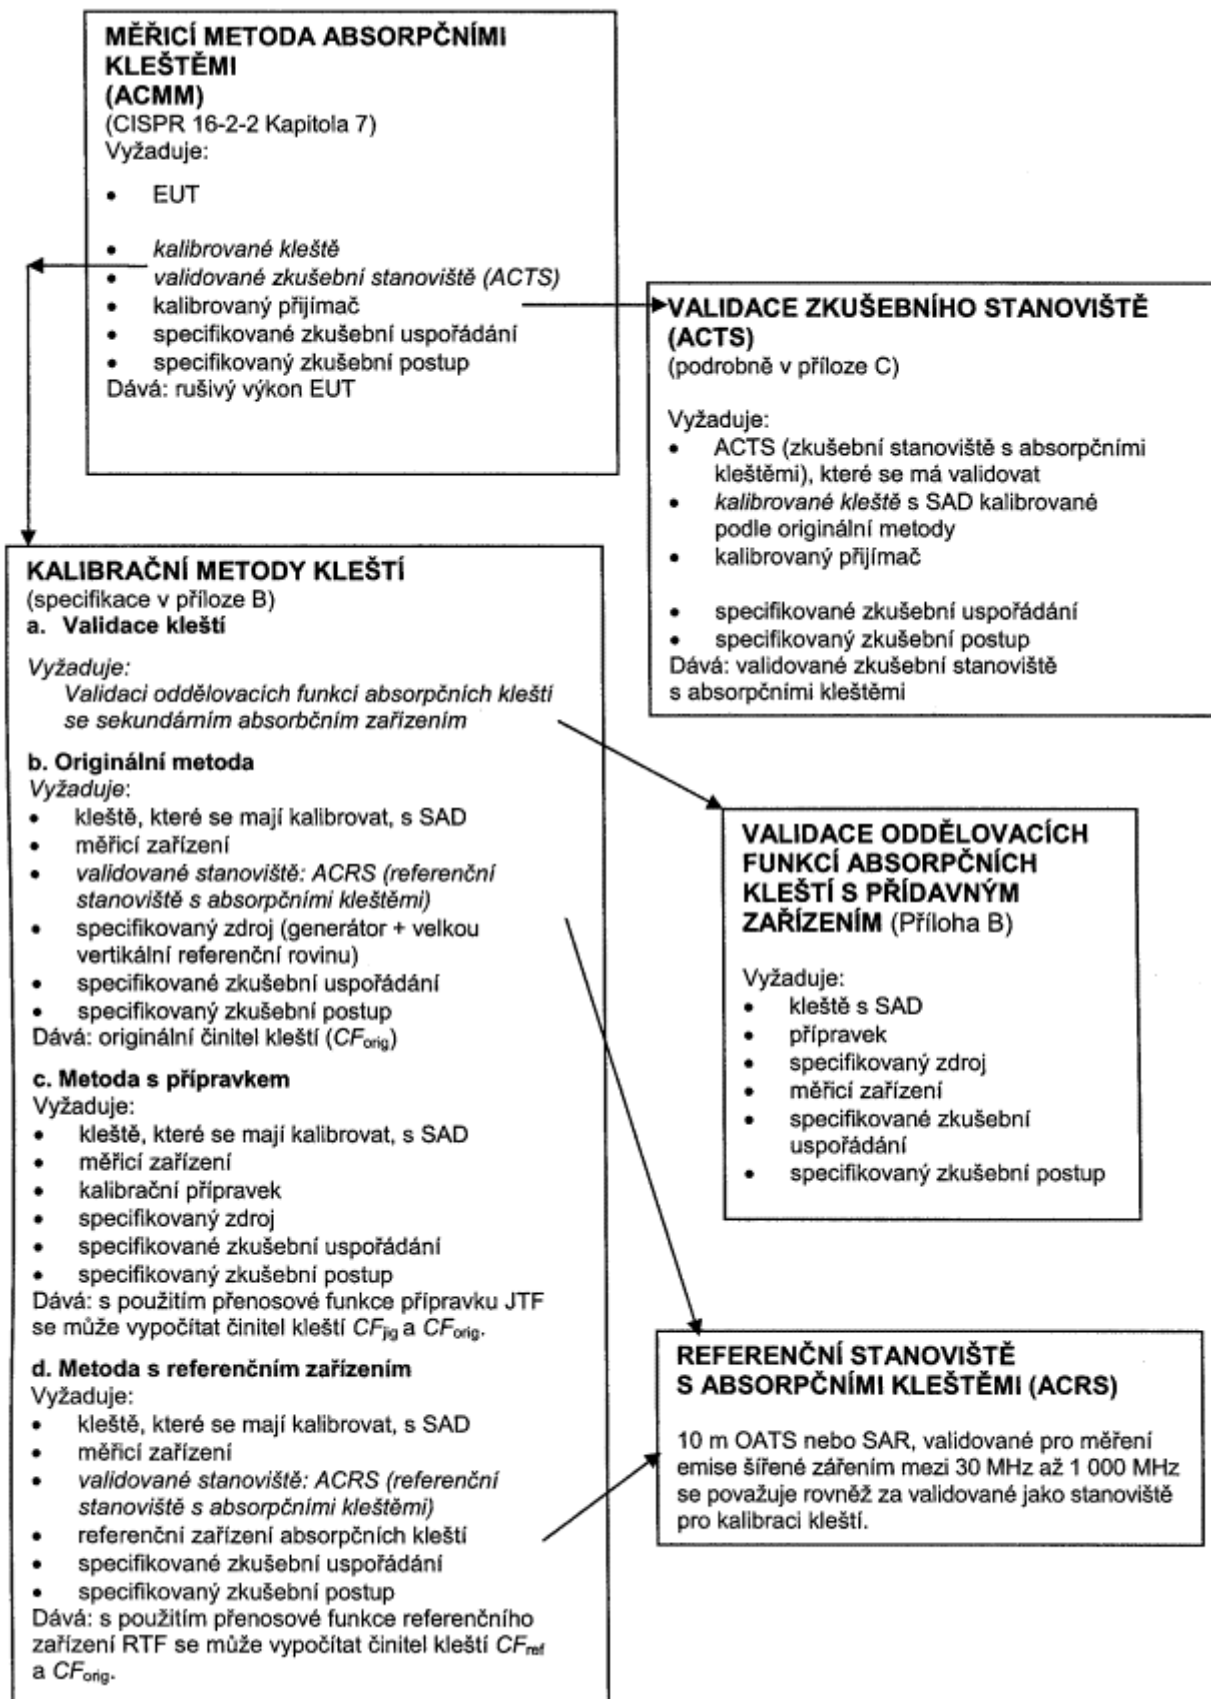 MĚŘICÍ METODA ABSORPČNÍMI
KLEŠTĚMI
(ACMM)
(CISPR 16-2-2 Kapitola 7)
Vyžaduje:
• EUT
• kalibrované kleště
• validované zkušební stanoviště (ACTS)
• kalibrovaný přijímač
• specifikované zkušební uspořádání
• specifikovaný zkušební postup
Dává: rušivý výkon EUT
VALIDACE ZKUŠEBNÍHO STANOVIŠTĚ
(ACTS)
(podrobně v příloze C)
Vyžaduje:
• ACTS (zkušební stanoviště s absorpčními
kleštěmi), které se má validovat
• kalibrované kleště s SAD kalibrované
podle originální metody
• kalibrovaný přijímač
• specifikované zkušební uspořádání
• specifikovaný zkušební postup
Dává: validované zkušební stanoviště
s absorpčními kleštěmi
KALIBRAČNÍ METODY KLEŠTÍ
(specifikace v příloze B)
a. Validace kleští
Vyžaduje:
Validaci oddělovacích funkcí absorpčních kleští
se sekundárním absorbčním zařízením
b. Originální metoda
Vyžaduje:
• kleště, které se mají kalibrovat, s SAD
• měřicí zařízení
• validované stanoviště: ACRS (referenční
stanoviště s absorpčními kleštěmi)
• specifikovaný zdroj (generátor + velkou
vertikální referenční rovinu)
• specifikované zkušební uspořádání
• specifikovaný zkušební postup
Dává: originální činitel kleští (CForig)
c. Metoda s přípravkem
Vyžaduje:
• kleště, které se mají kalibrovat, s SAD
• měřicí zařízení
• kalibrační přípravek
• specifikovaný zdroj
• specifikované zkušební uspořádání
• specifikovaný zkušební postup
Dává: s použitím přenosové funkce přípravku JTF
se může vypočítat činitel kleští CFjig a CForig.
d. Metoda s referenčním zařízením
Vyžaduje:
• kleště, které se mají kalibrovat, s SAD
• měřicí zařízení
• validované stanoviště: ACRS (referenční
stanoviště s absorpčními kleštěmi)
• referenční zařízení absorpčních kleští
• specifikované zkušební uspořádání
• specifikovaný zkušební postup
Dává: s použitím přenosové funkce referenčního
zařízení RTF se může vypočítat činitel kleští CFref
a CForig.
VALIDACE ODDĚLOVACÍCH
FUNKCÍ ABSORPČNÍCH
KLEŠTÍ S PŘÍDAVNÝM
ZAŘÍZENÍM (Příloha B)
Vyžaduje:
• kleště s SAD
• přípravek
• specifikovaný zdroj
• měřicí zařízení
• specifikované zkušební
uspořádání
• specifikovaný zkušební postup
REFERENČNÍ STANOVIŠTĚ
S ABSORPČNÍMI KLEŠTĚMI (ACRS)
10 m OATS nebo SAR, validované pro měření
emise šířené zářením mezi 30 MHz až 1 000 MHz
se považuje rovněž za validované jako stanoviště
pro kalibraci kleští.